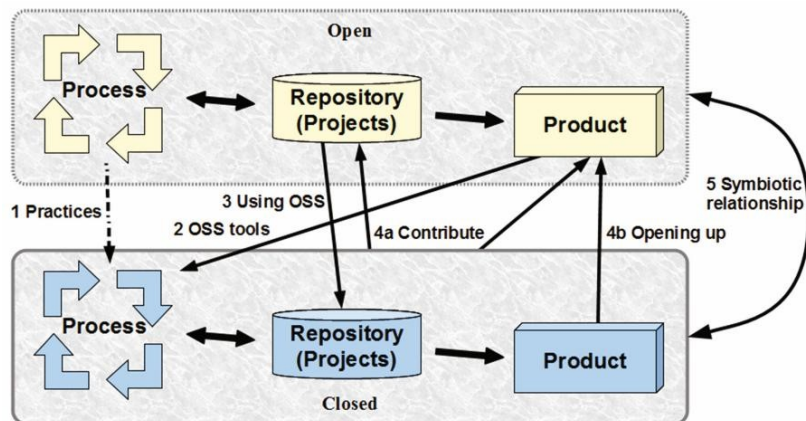 Open
Process
Repository
(Projects)
Product
1 Practices
3 Using OSS
2 OSS tools
4a Contribute
4b Opening up
5 Symbiotic
relationship
Process
Repository
(Projects)
Product
Closed